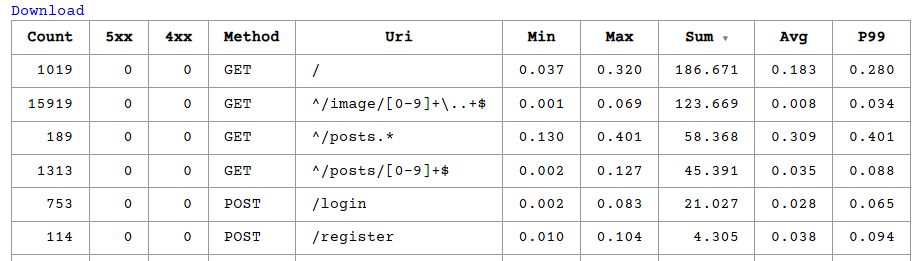 Download
Count 5xx 4xx Method Uri Min Max Sum ▼ Avg P99
1019 0 0 GET / 0.037 0.320 186.671 0.183 0.280
15919 0 0 GET ^/image/[0-9]+\..+$ 0.001 0.069 123.669 0.008 0.034
189 0 0 GET ^/posts.* 0.130 0.401 58.368 0.309 0.401
1313 0 0 GET ^/posts/[0-9]+$ 0.002 0.127 45.391 0.035 0.088
753 0 0 POST /login 0.002 0.083 21.027 0.028 0.065
114 0 0 POST /register 0.010 0.104 4.305 0.038 0.094